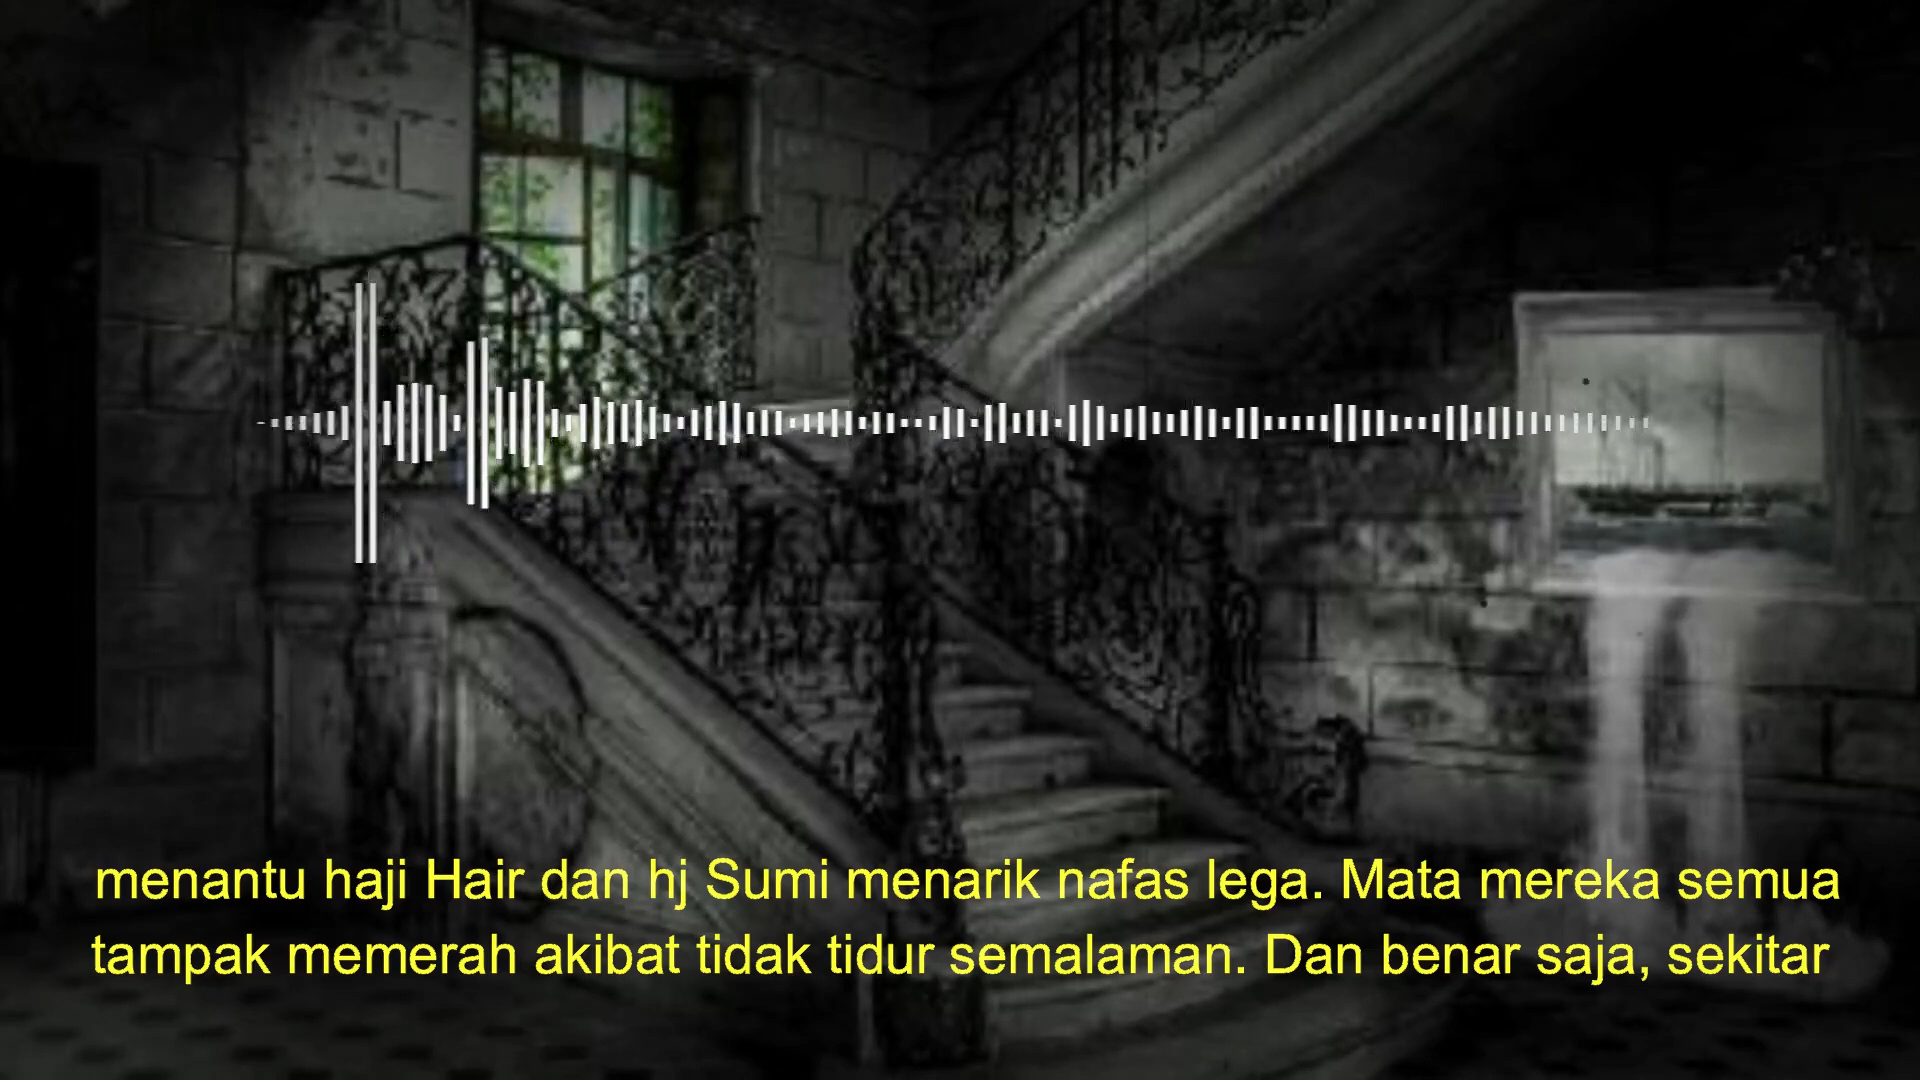 menantu haji Hair dan hj Sumi menarik nafas lega. Mata mereka semua
tampak memerah akibat tidak tidur semalaman. Dan benar saja, sekitar